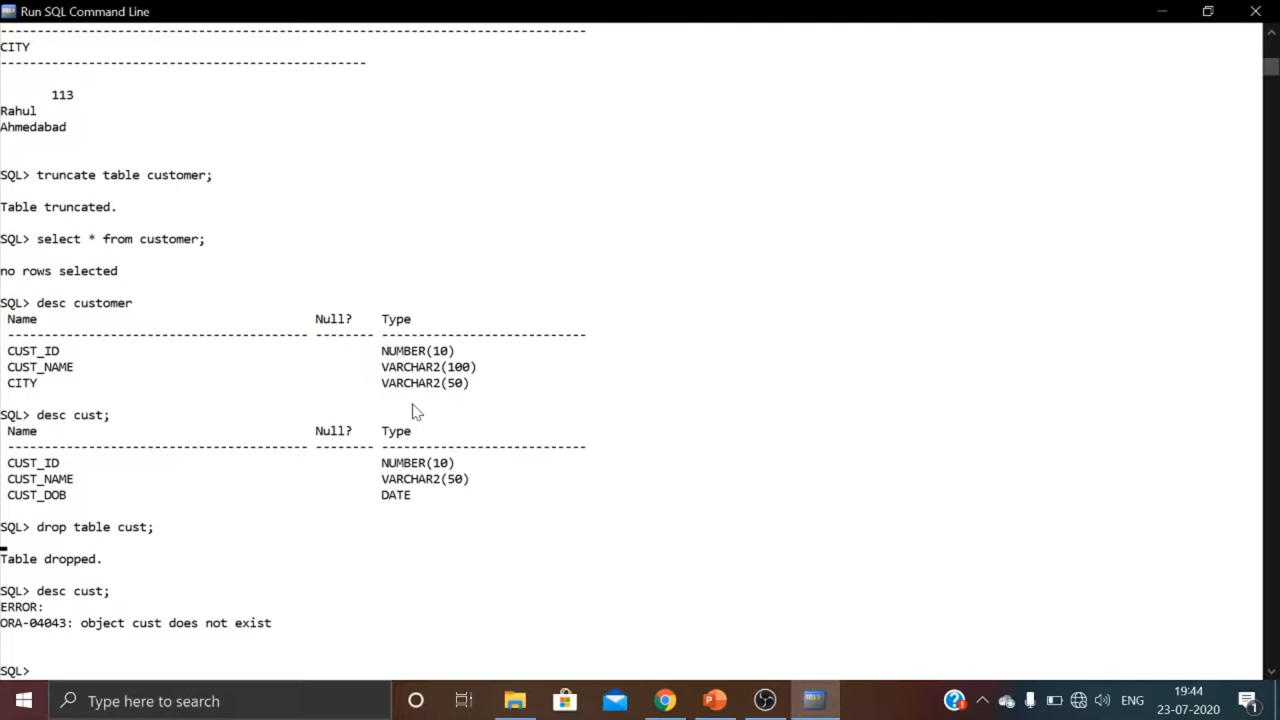 Run SQL Command Line
--------------------------------------------------------------------------------
CITY
--------------------------------------------------
113
Rahul
Ahmedabad
SQL> truncate table customer;
Table truncated.
SQL> select * from customer;
no rows selected
SQL> desc customer
Name Null? Type
----------------------------------------- -------- ----------------------------
CUST_ID NUMBER(10)
CUST_NAME VARCHAR2(100)
CITY VARCHAR2(50)
SQL> desc cust;
Name Null? Type
----------------------------------------- -------- ----------------------------
CUST_ID NUMBER(10)
CUST_NAME VARCHAR2(50)
CUST_DOB DATE
SQL> drop table cust;
Table dropped.
SQL> desc cust;
ERROR:
ORA-04043: object cust does not exist
SQL>
Type here to search
ENG
19:44
23-07-2020
1